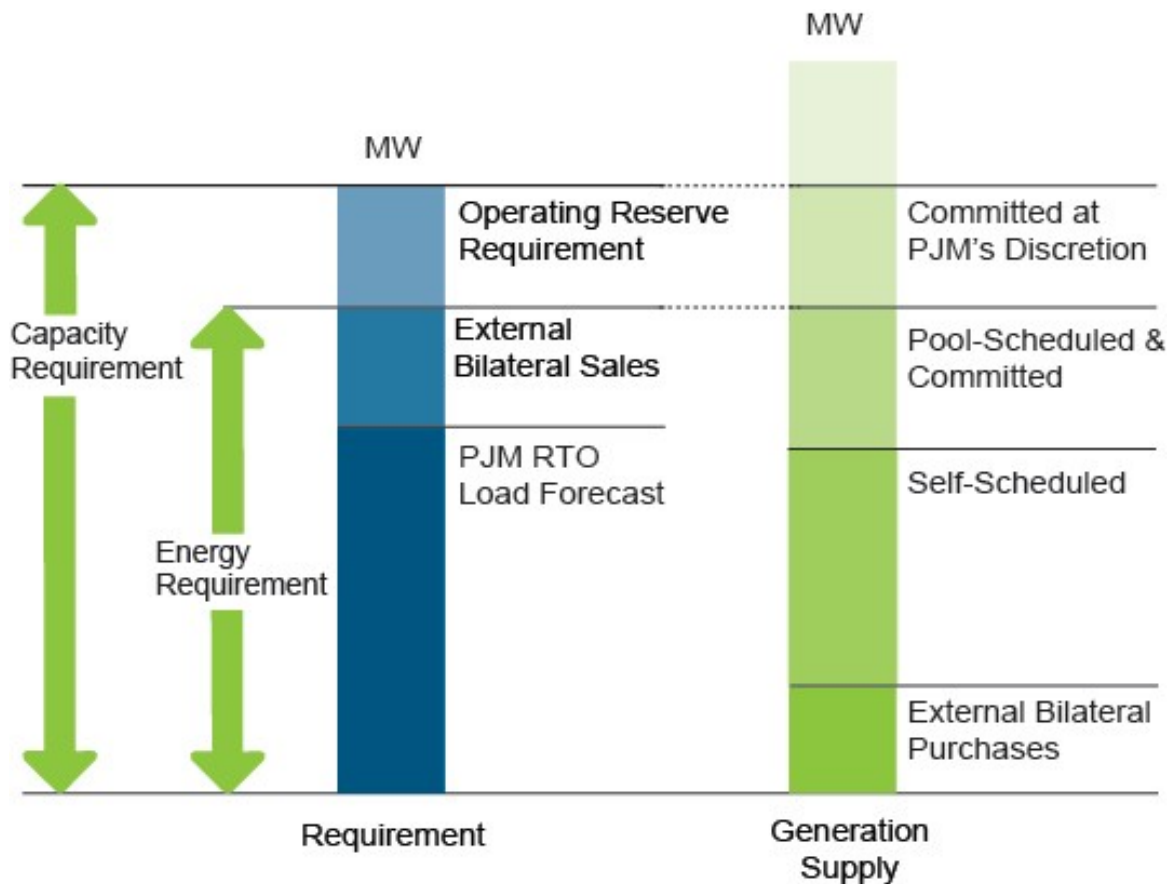 MW
MW
Operating Reserve
Requirement
Committed at
PJM's Discretion
Capacity
Requirement
External
Bilateral Sales
Pool-Scheduled &
Committed
PJM RTO
Load Forecast
Self-Scheduled
Energy
Requirement
External Bilateral
Purchases
Requirement
Generation
Supply